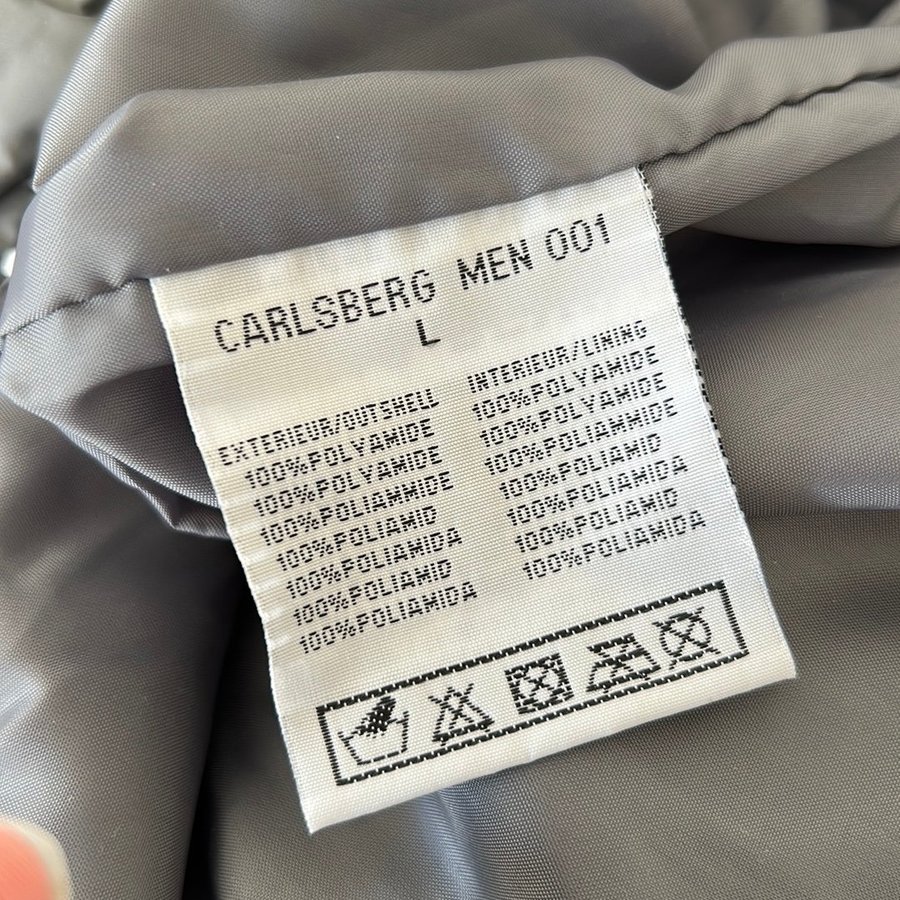 CARLSBERG MEN 001
L
EXTERIEUR/OUTSHELL
100%POLYAMIDE
100%POLYAMIDE
100%POLIAMMIDE
100%POLIAMID
100%POLIAMIDA
100%POLIAMID
100%POLIAMIDA
INTERIEUR/LINING
100%POLYAMIDE
100%POLYAMIDE
100%POLIAMMIDE
100%POLIAMID
100%POLIAMIDA
100%POLIAMID
100%POLIAMIDA